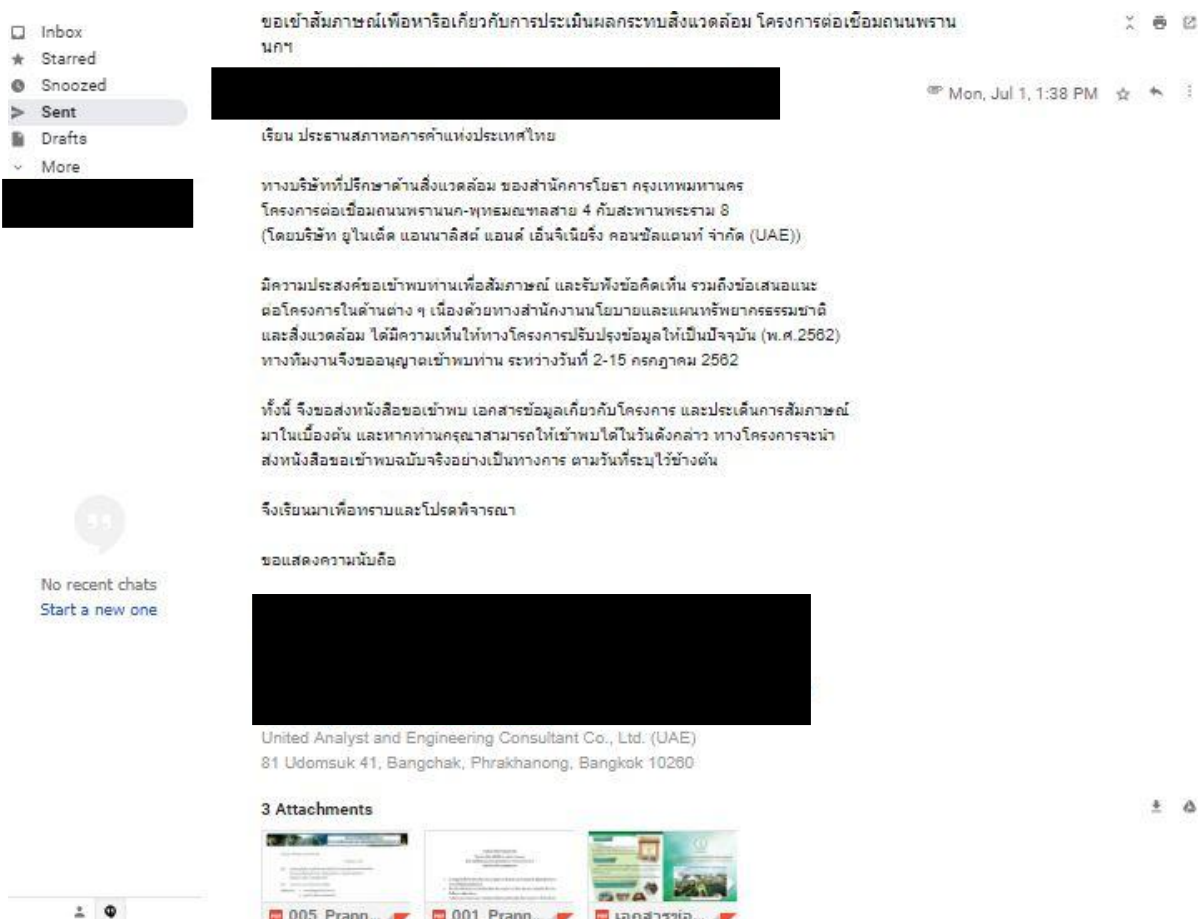 ขอเข้าสัมภาษณ์เพื่อหารือเกี่ยวกับการประเมินผลกระทบสิ่งแวดล้อม โครงการต่อเชื่อมถนนพราน
นกฯ
Inbox
Starred
Snoozed
Sent
Drafts
More
Mon, Jul 1, 1:38 PM
เรียน ประธานสภาหอการค้าแห่งประเทศไทย
ทางบริษัทที่ปรึกษาด้านสิ่งแวดล้อม ของสำนักการโยธา กรุงเทพมหานคร
โครงการต่อเชื่อมถนนพรานนก-พุทธมณฑลสาย 4 กับสะพานพระราม 8
(โดยบริษัท ยูไนเต็ด แอนนาลิสต์ แอนด์ เอ็นจิเนียริ่ง คอนซัลแตนท์ จำกัด (UAE))
มีความประสงค์ขอเข้าพบท่านเพื่อสัมภาษณ์ และรับฟังข้อคิดเห็น รวมถึงข้อเสนอแนะ
ต่อโครงการในด้านต่าง ๆ เนื่องด้วยทางสำนักงานนโยบายและแผนทรัพยากรธรรมชาติ
และสิ่งแวดล้อม ได้มีความเห็นให้ทางโครงการปรับปรุงข้อมูลให้เป็นปัจจุบัน (พ.ศ.2562)
ทางทีมงานจึงขออนุญาตเข้าพบท่าน ระหว่างวันที่ 2-15 กรกฎาคม 2562
ทั้งนี้ จึงขอส่งหนังสือขอเข้าพบ เอกสารข้อมูลเกี่ยวกับโครงการ และประเด็นการสัมภาษณ์
มาในเบื้องต้น และหากท่านกรุณาสามารถให้เข้าพบได้ในวันดังกล่าว ทางโครงการจะนำ
ส่งหนังสือขอเข้าพบฉบับจริงอย่างเป็นทางการ ตามวันที่ระบุไว้ข้างต้น
จึงเรียนมาเพื่อทราบและโปรดพิจารณา
ขอแสดงความนับถือ
No recent chats
Start a new one
United Analyst and Engineering Consultant Co., Ltd. (UAE)
81 Udomsuk 41, Bangchak, Phrakhanong, Bangkok 10260
3 Attachments
PDF 005 Prann...
PDF 001 Prann...
PDF เอกสารข้อ...